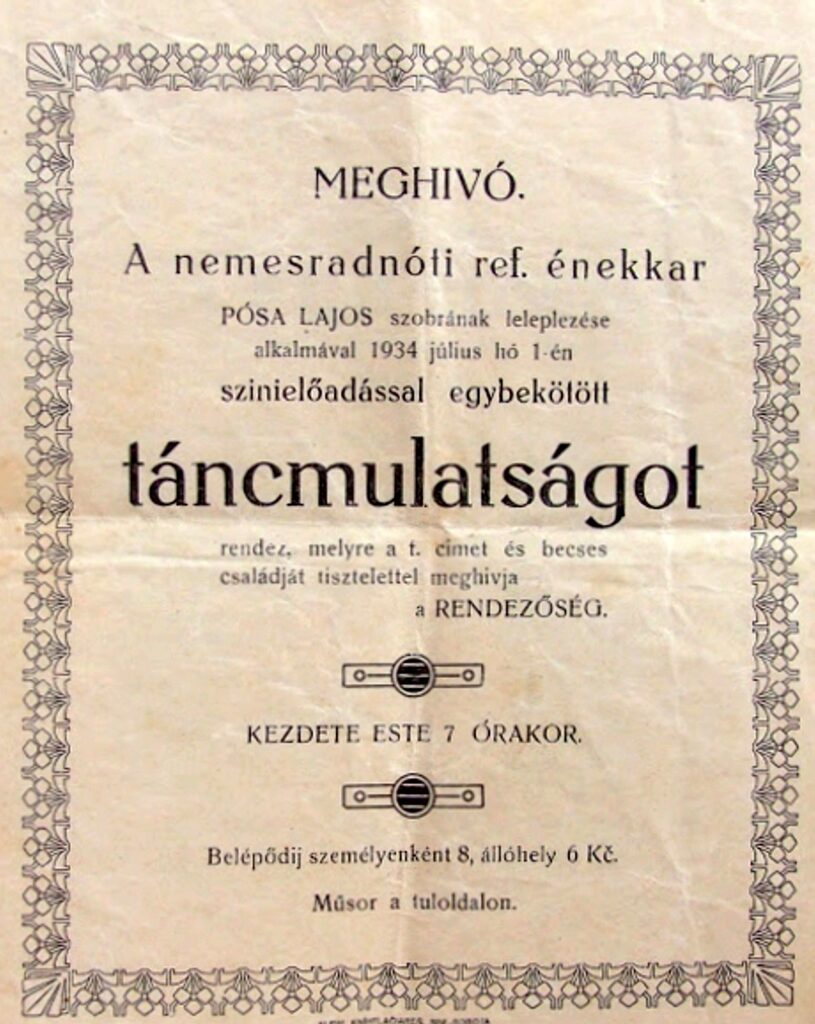 MEGHIVÓ.
A nemesradnóti ref. énekkar
PÓSA LAJOS szobrának leleplezése
alkalmával 1934 július hó 1-én
szinielőadással egybekötött
táncmulatságot
rendez, melyre a t. cimet és becses
családját tisztelettel meghivja
a RENDEZŐSÉG.
KEZDETE ESTE 7 ÓRAKOR.
Belépődij személyenként 8, állóhely 6 Kč.
Műsor a tuloldalon.